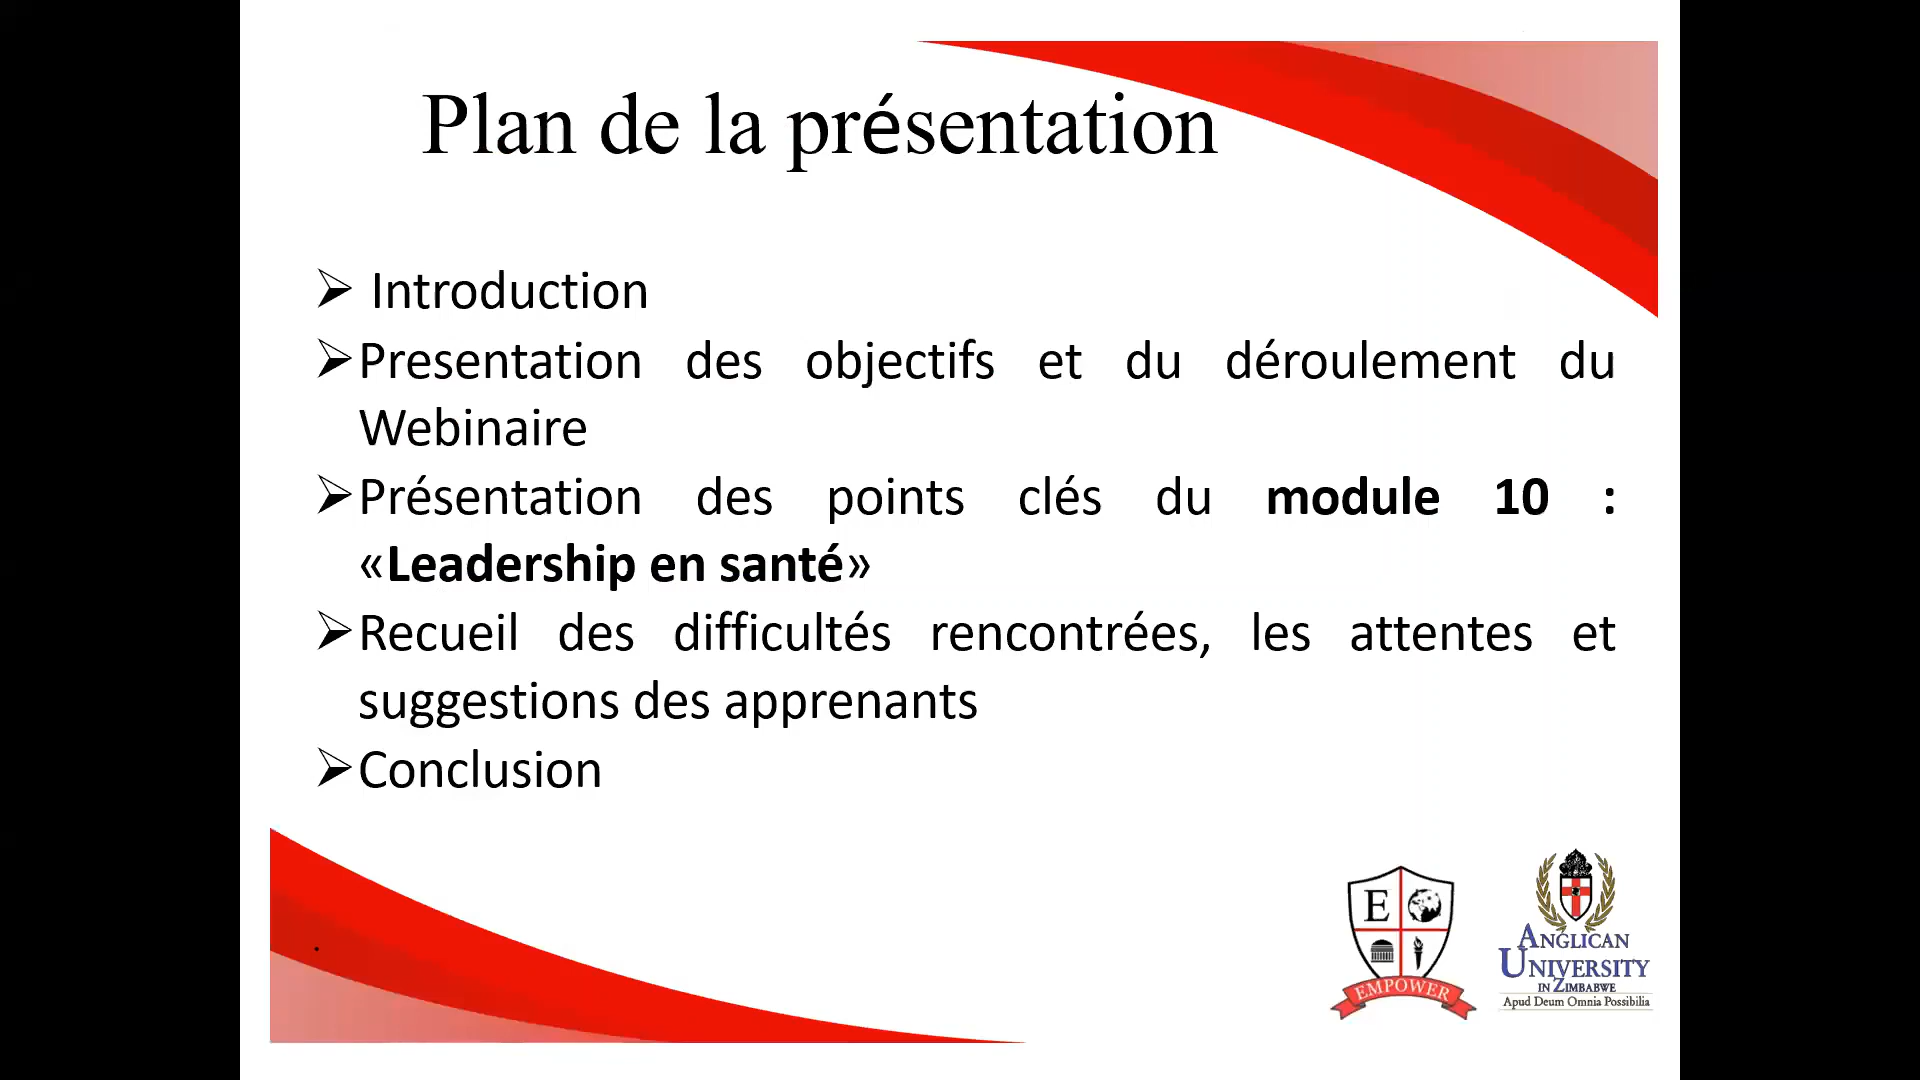 Plan de la présentation
➢ Introduction
➢Presentation des objectifs et du déroulement du
Webinaire
➢Présentation des points clés du module 10 :
«Leadership en santé»
➢Recueil des difficultés rencontrées, les attentes et
suggestions des apprenants
➢Conclusion
E
EMPOWER
ANGLICAN
UNIVERSITY
IN ZIMBABWE
Apud Deum Omnia Possibilia